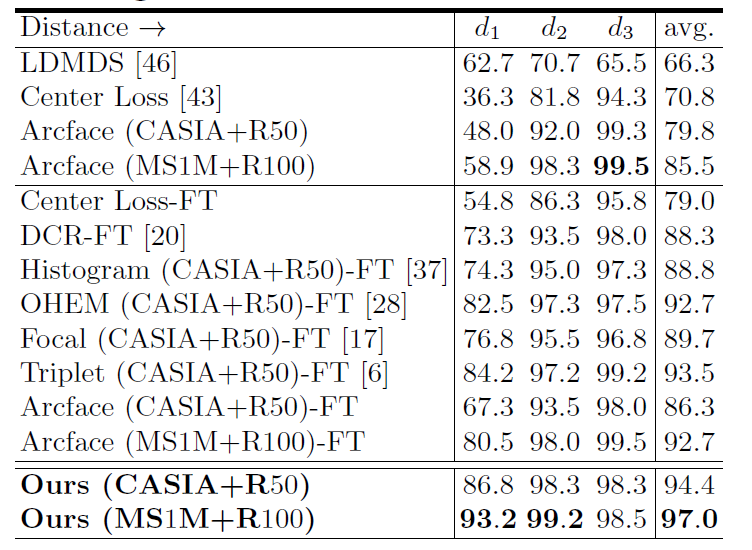 Distance → d1 d2 d3 avg.
LDMDS [46] 62.7 70.7 65.5 66.3
Center Loss [43] 36.3 81.8 94.3 70.8
Arcface (CASIA+R50) 48.0 92.0 99.3 79.8
Arcface (MS1M+R100) 58.9 98.3 99.5 85.5
Center Loss-FT 54.8 86.3 95.8 79.0
DCR-FT [20] 73.3 93.5 98.0 88.3
Histogram (CASIA+R50)-FT [37] 74.3 95.0 97.3 88.8
OHEM (CASIA+R50)-FT [28] 82.5 97.3 97.5 92.7
Focal (CASIA+R50)-FT [17] 76.8 95.5 96.8 89.7
Triplet (CASIA+R50)-FT [6] 84.2 97.2 99.2 93.5
Arcface (CASIA+R50)-FT 67.3 93.5 98.0 86.3
Arcface (MS1M+R100)-FT 80.5 98.0 99.5 92.7
Ours (CASIA+R50) 86.8 98.3 98.3 94.4
Ours (MS1M+R100) 93.2 99.2 98.5 97.0